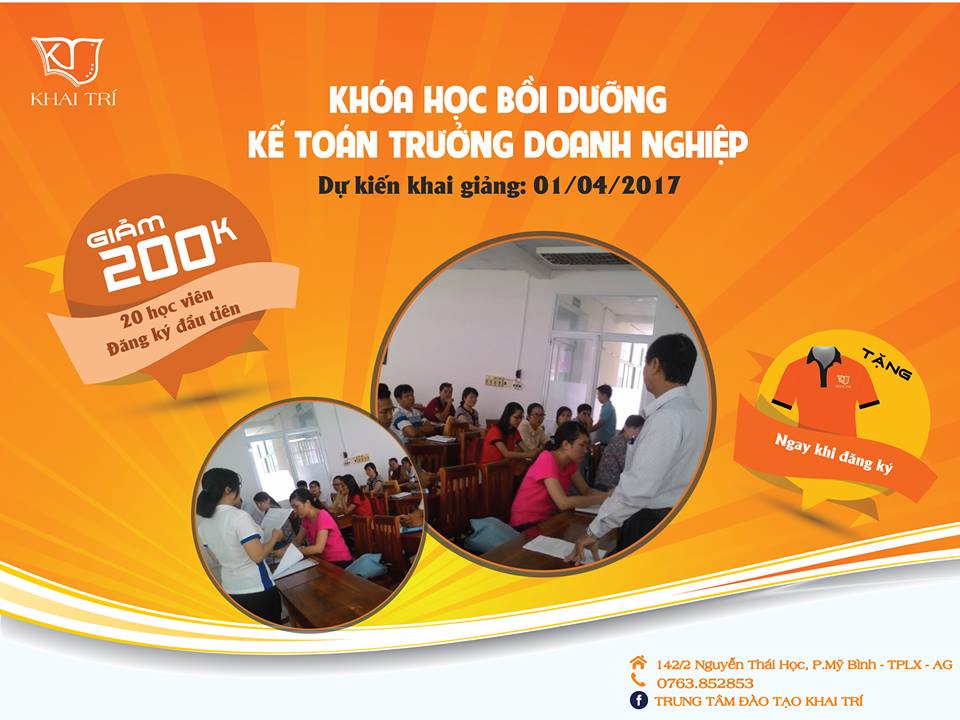 KHAI TRÍ
KHÓA HỌC BỒI DƯỠNG
KẾ TOÁN TRƯỞNG DOANH NGHIỆP
Dự kiến khai giảng: 01/04/2017
GIẢM
200K
20 học viên
Đăng ký đầu tiên
TẶNG
KHAI TRÍ
Ngay khi đăng ký
142/2 Nguyễn Thái Học, P.Mỹ Bình - TPLX - AG
0763.852853
TRUNG TÂM ĐÀO TẠO KHAI TRÍ